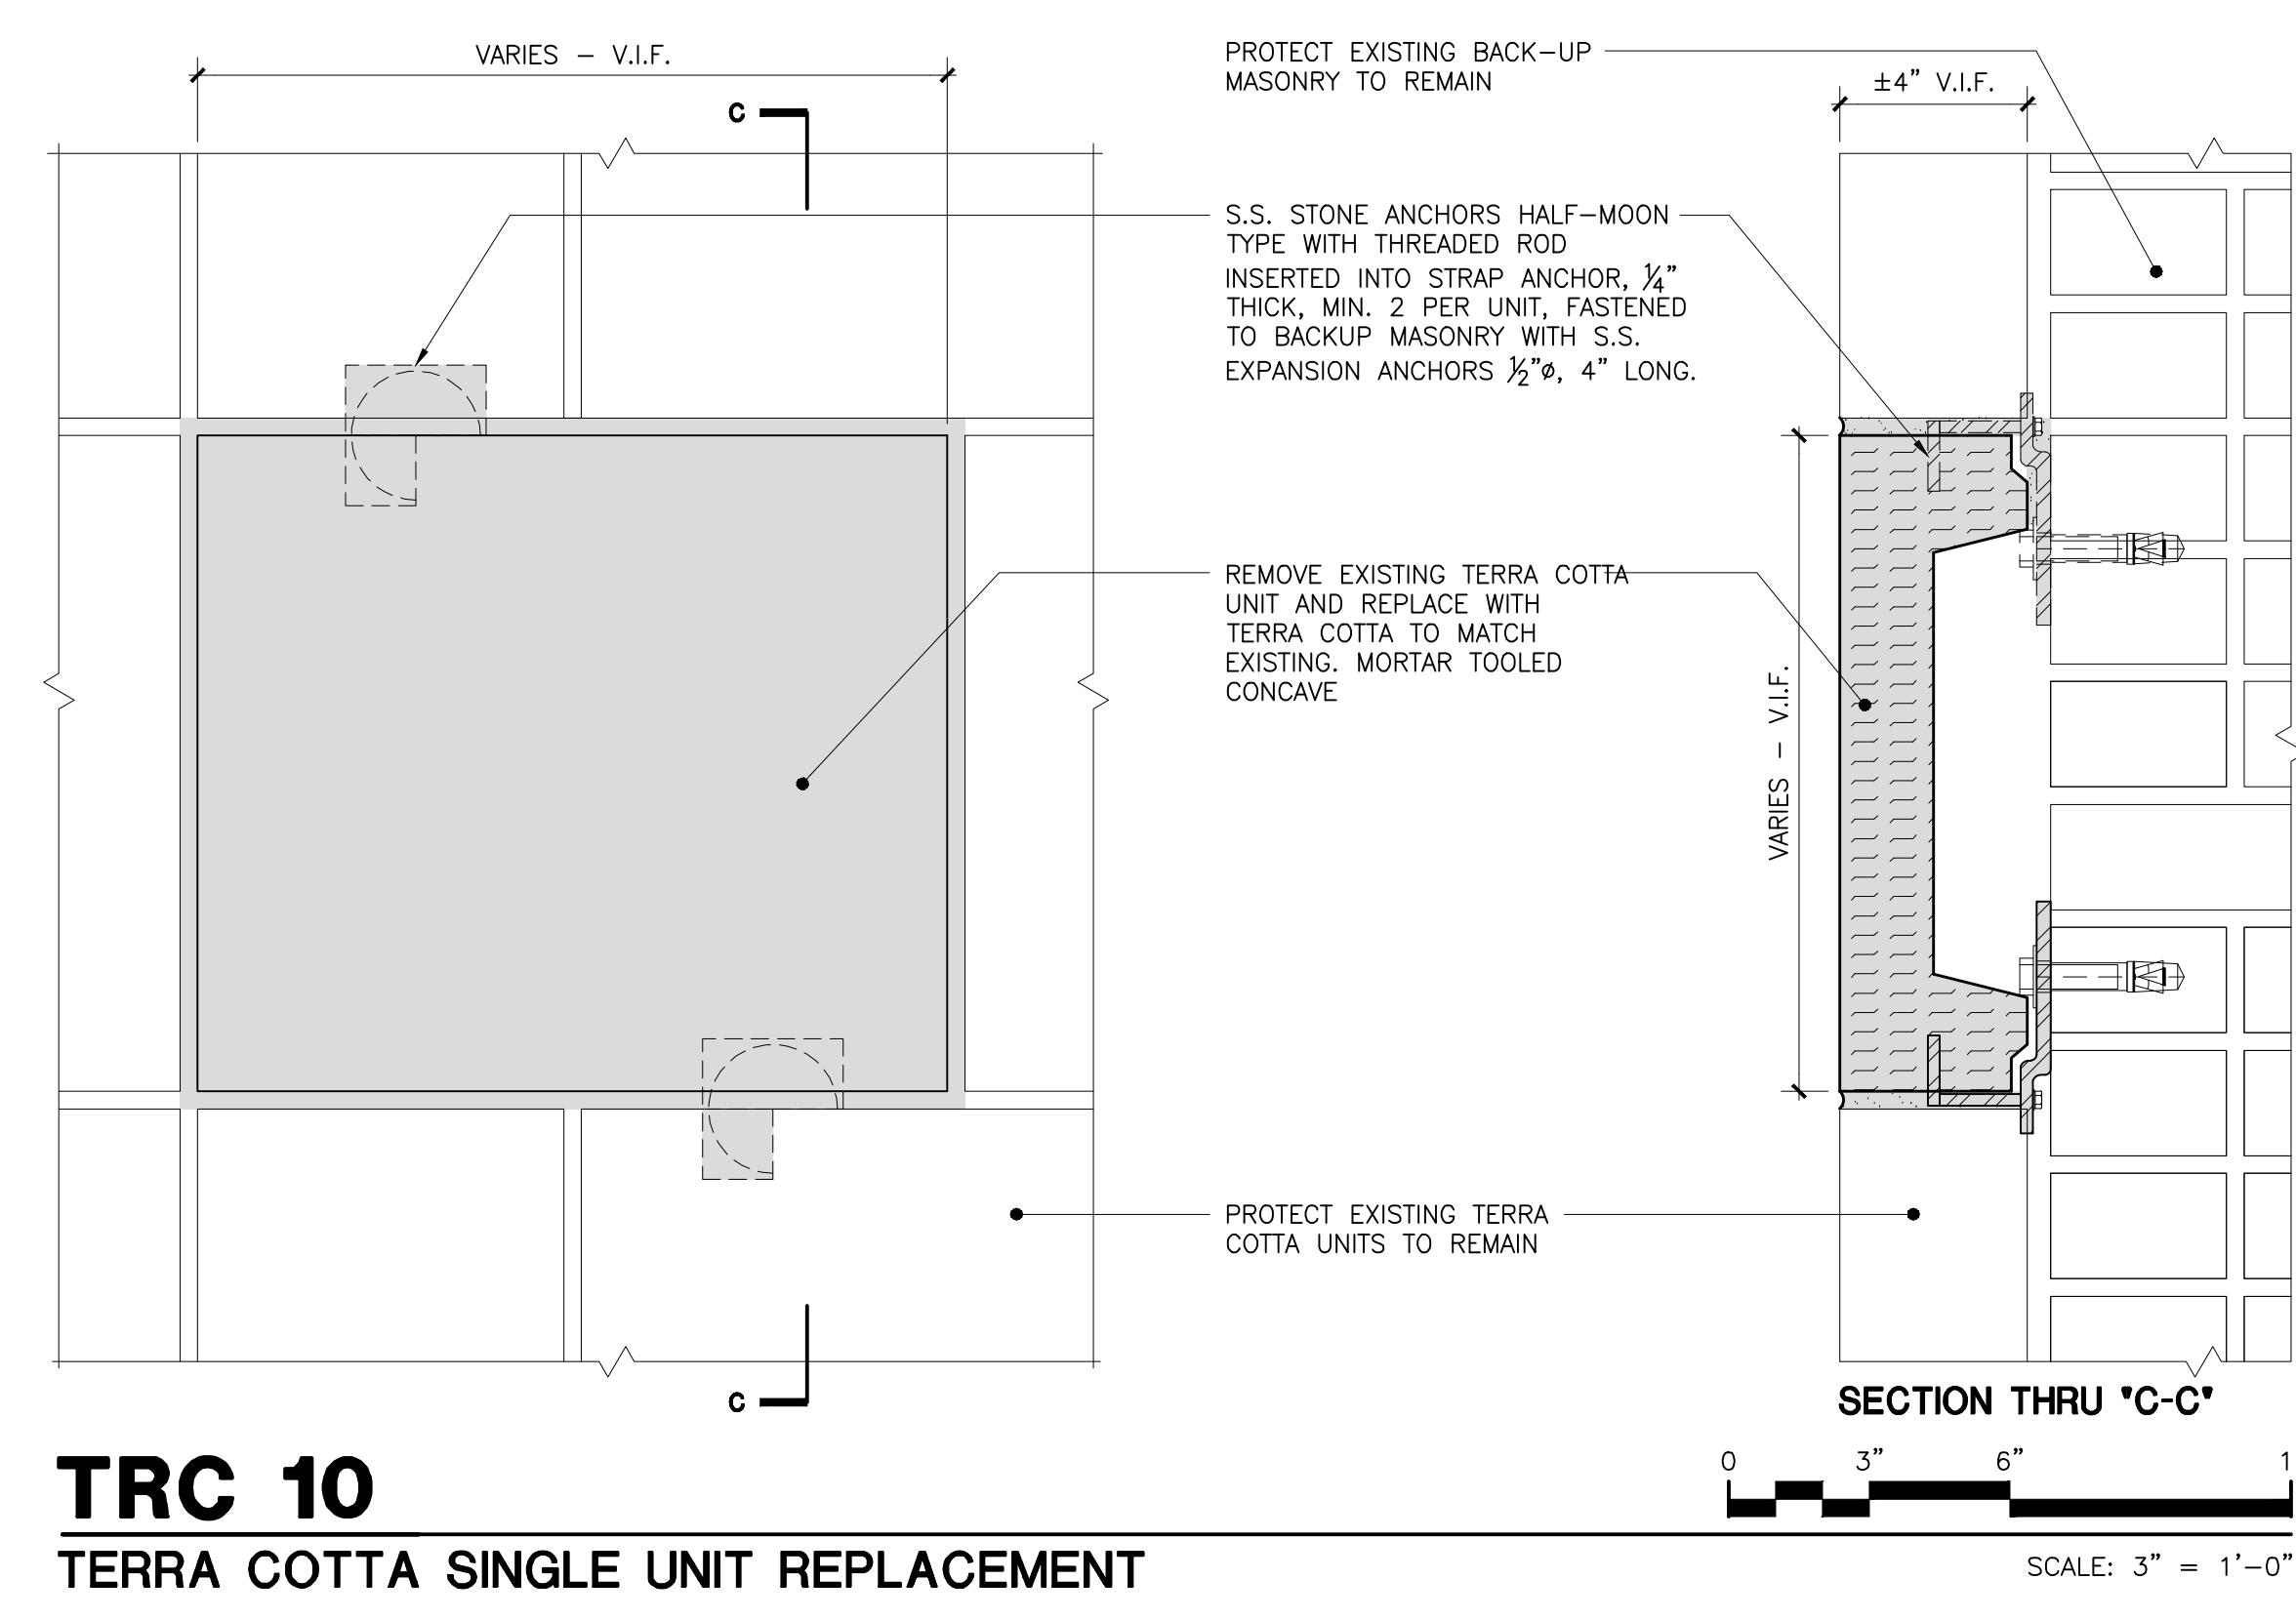 VARIES - V.I.F.
C
PROTECT EXISTING BACK-UP
MASONRY TO REMAIN
±4" V.I.F.
S.S. STONE ANCHORS HALF-MOON
TYPE WITH THREADED ROD
INSERTED INTO STRAP ANCHOR, ¼"
THICK, MIN. 2 PER UNIT, FASTENED
TO BACKUP MASONRY WITH S.S.
EXPANSION ANCHORS ½"ø, 4" LONG.
REMOVE EXISTING TERRA COTTA
UNIT AND REPLACE WITH
TERRA COTTA TO MATCH
EXISTING. MORTAR TOOLED
CONCAVE
VARIES - V.I.F.
PROTECT EXISTING TERRA
COTTA UNITS TO REMAIN
C
SECTION THRU "C-C"
TRC 10
0 3" 6" 1
TERRA COTTA SINGLE UNIT REPLACEMENT
SCALE: 3" = 1'-0"